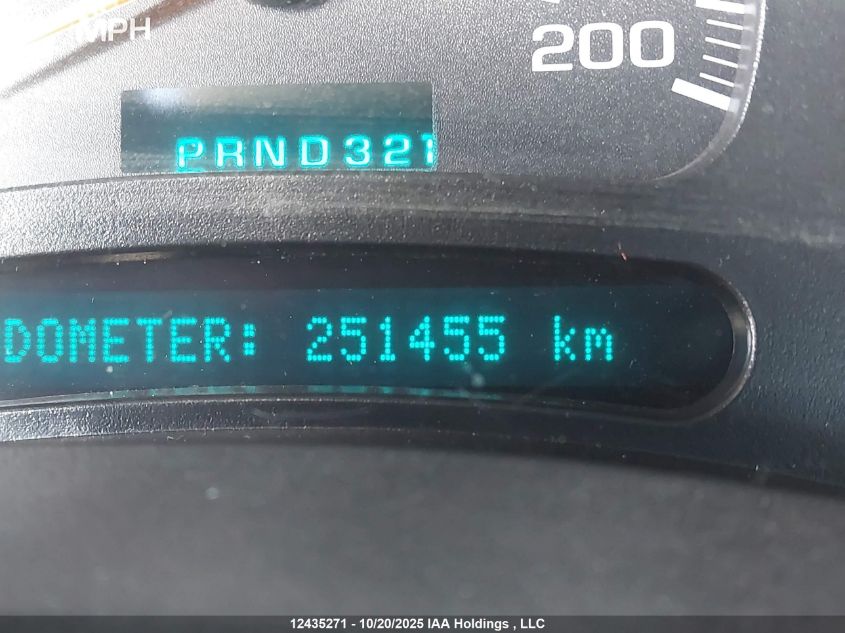 MPH
200
PRND321
DOMETER: 251455 km
12435271 - 10/20/2025 IAA Holdings , LLC